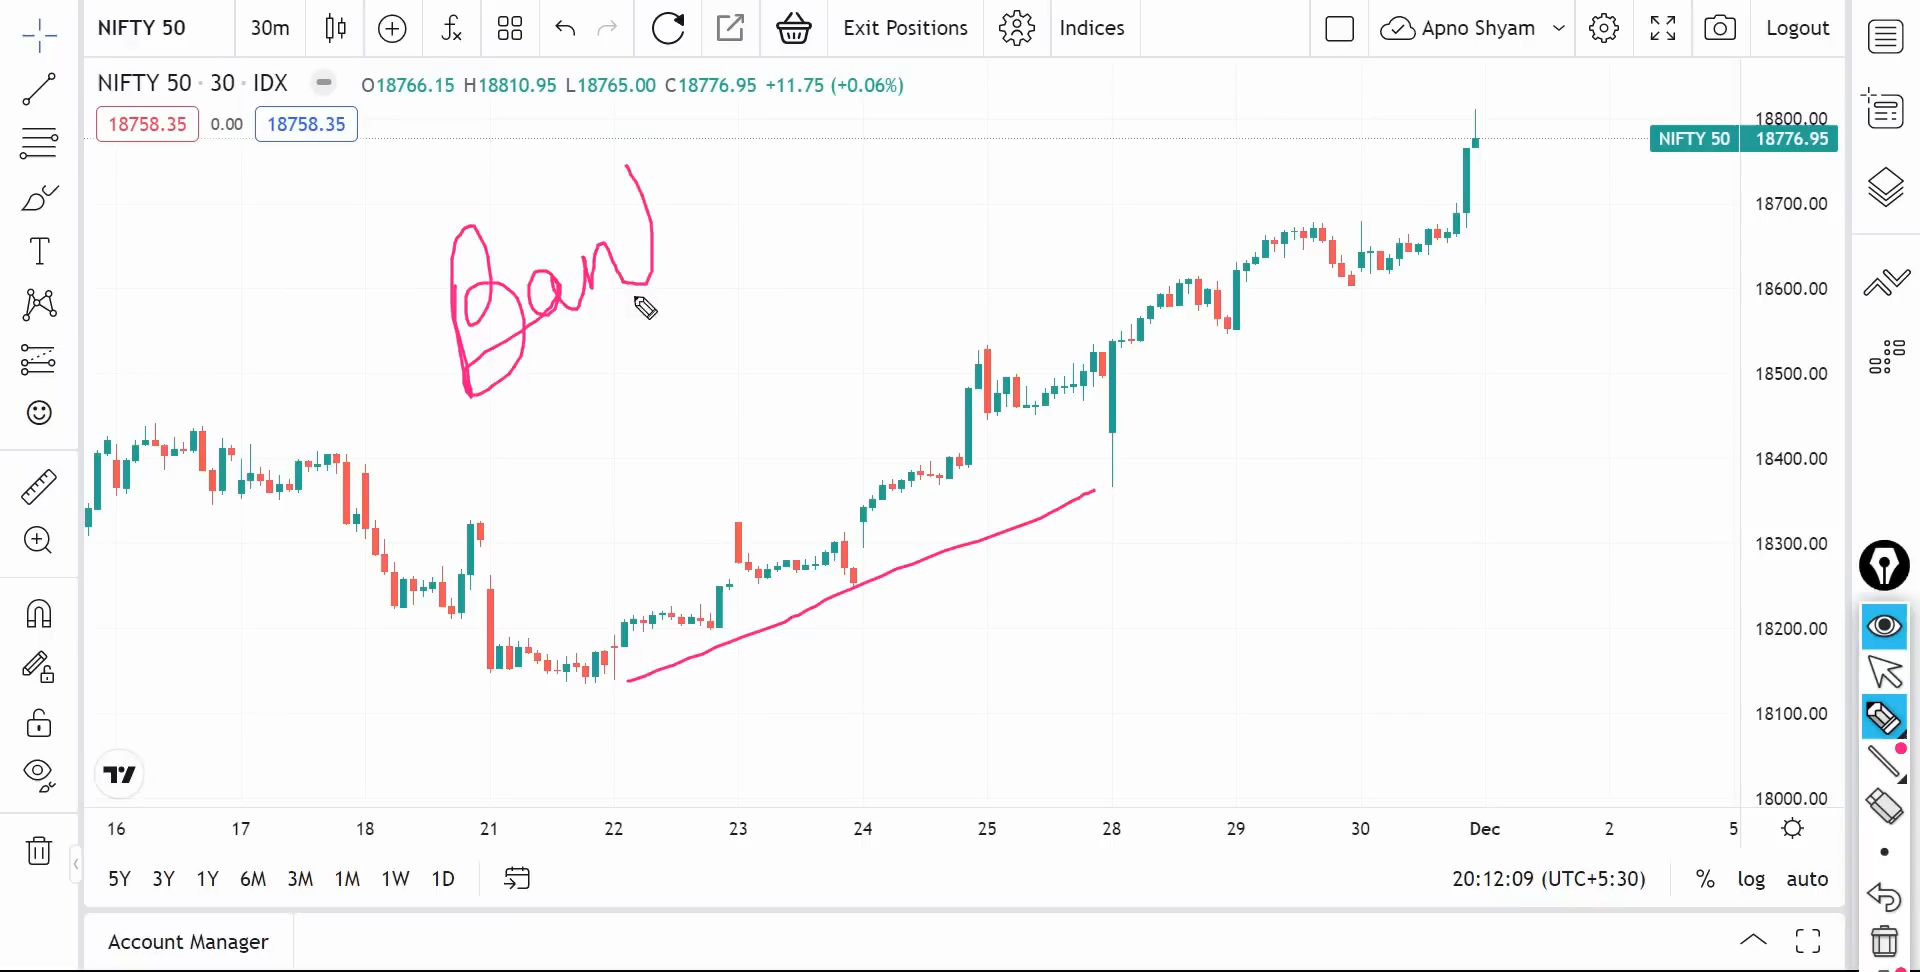 NIFTY 50 30m Exit Positions Indices Apno Shyam Logout
NIFTY 50 · 30 · IDX O18766.15 H18810.95 L18765.00 C18776.95 +11.75 (+0.06%)
18758.35 0.00 18758.35
18800.00
NIFTY 50 18776.95
18700.00
Ban
18600.00
18500.00
18400.00
18300.00
18200.00
18100.00
18000.00
16 17 18 21 22 23 24 25 28 29 30 Dec 2 5
5Y 3Y 1Y 6M 3M 1M 1W 1D 20:12:09 (UTC+5:30) % log auto
Account Manager